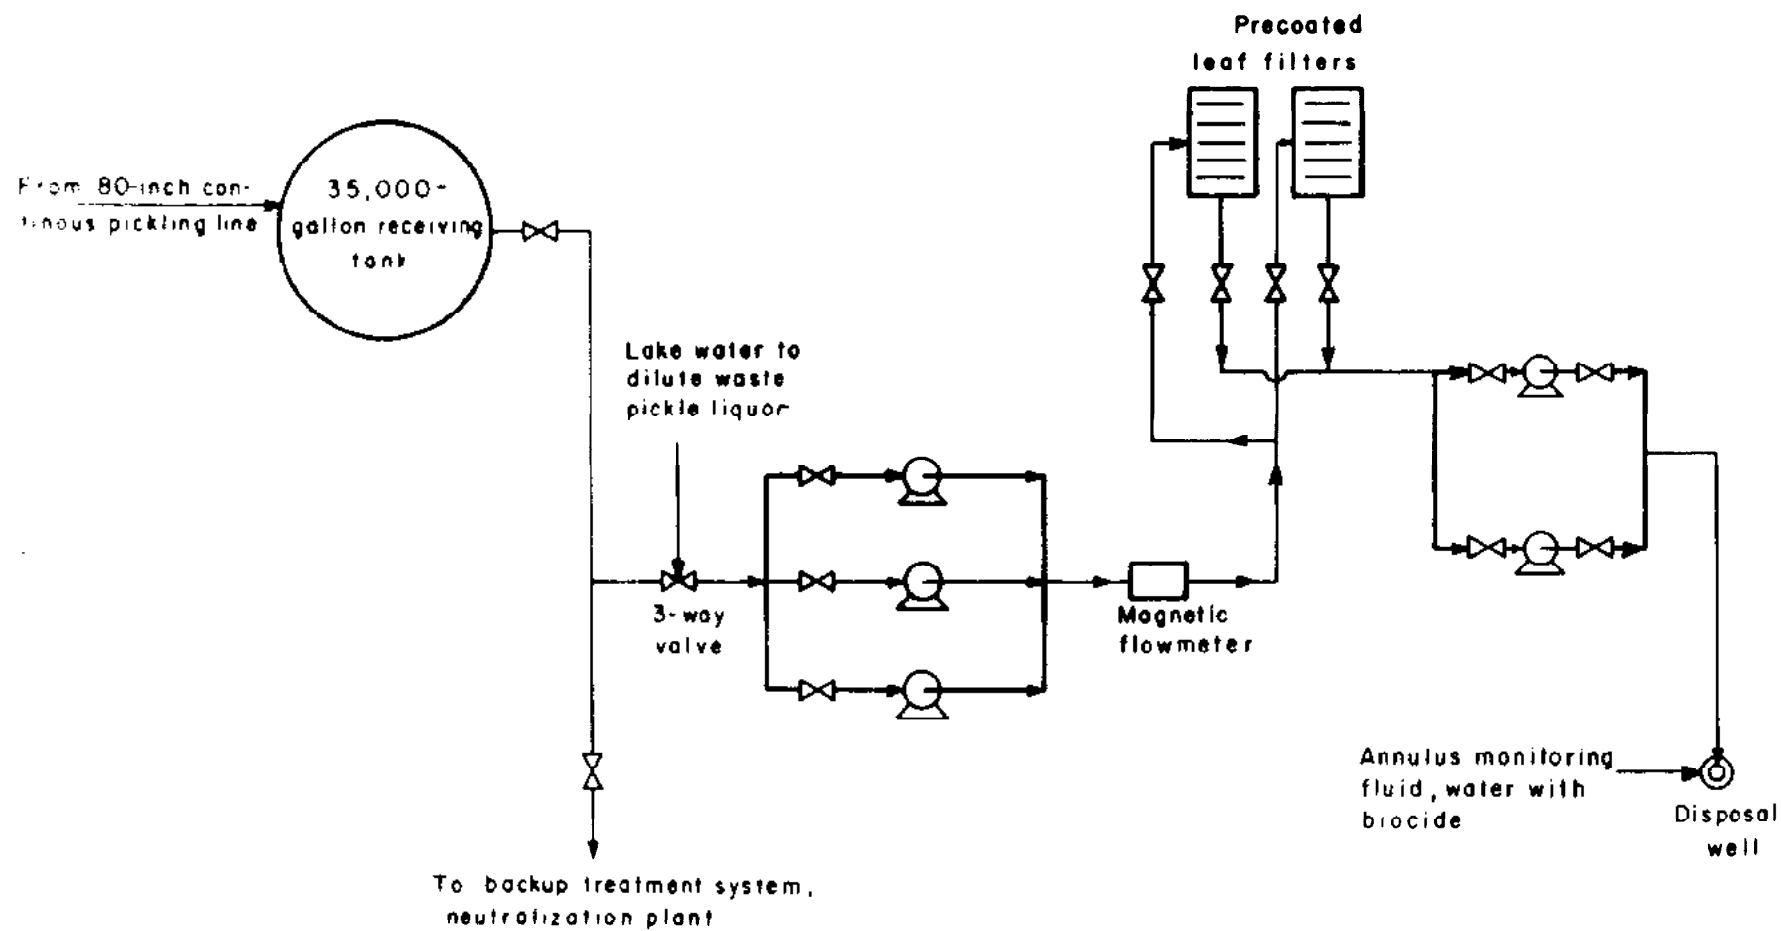 Precoated
leaf filters
From 80-inch con-
tinous pickling line
35,000-
gallon receiving
tank
Lake water to
dilute waste
pickle liquor
3-way
valve
Magnetic
flowmeter
Annulus monitoring
fluid, water with
biocide
Disposal
well
To backup treatment system,
neutralization plant